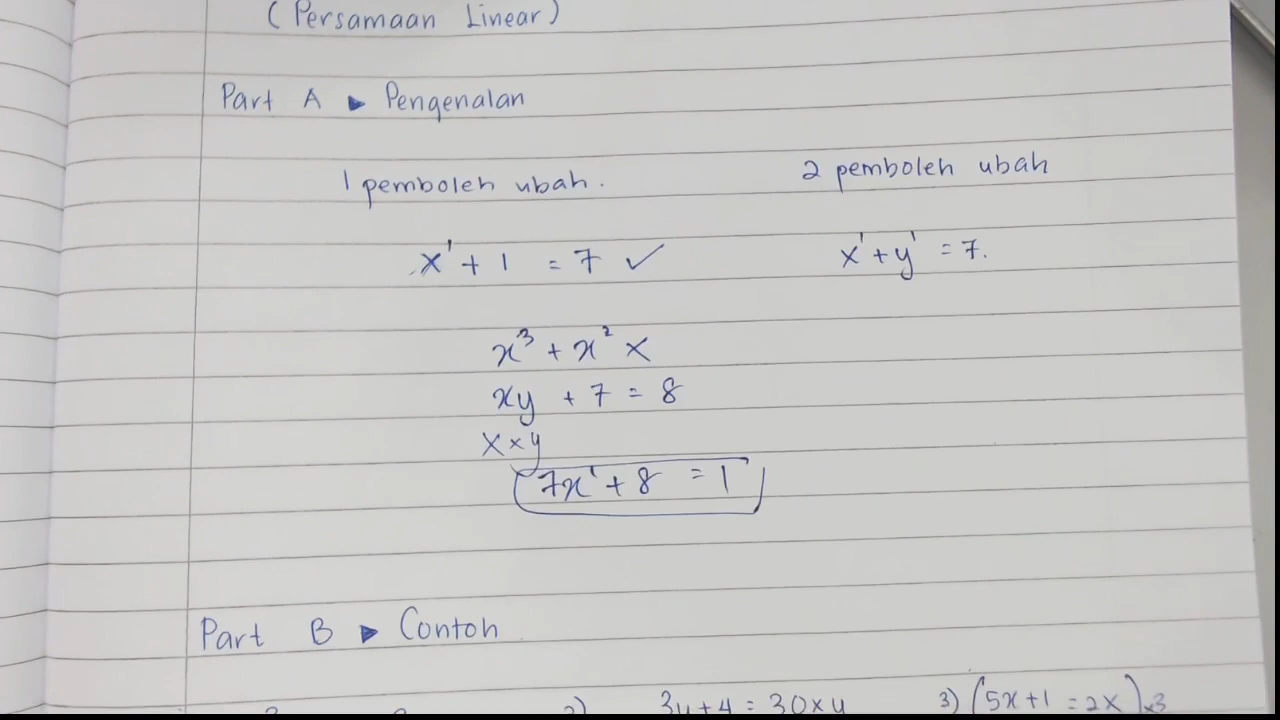 (Persamaan Linear)
Part A ▶ Pengenalan
1 pemboleh ubah.
2 pemboleh ubah
x¹ + 1 = 7 ✓
x¹ + y¹ = 7.
x³ + x² ×
xy + 7 = 8
x × y
7x¹ + 8 = 1
Part B ▶ Contoh
2) 3y + 4 = 30xy
3) (5x + 1 = 2x) ×3